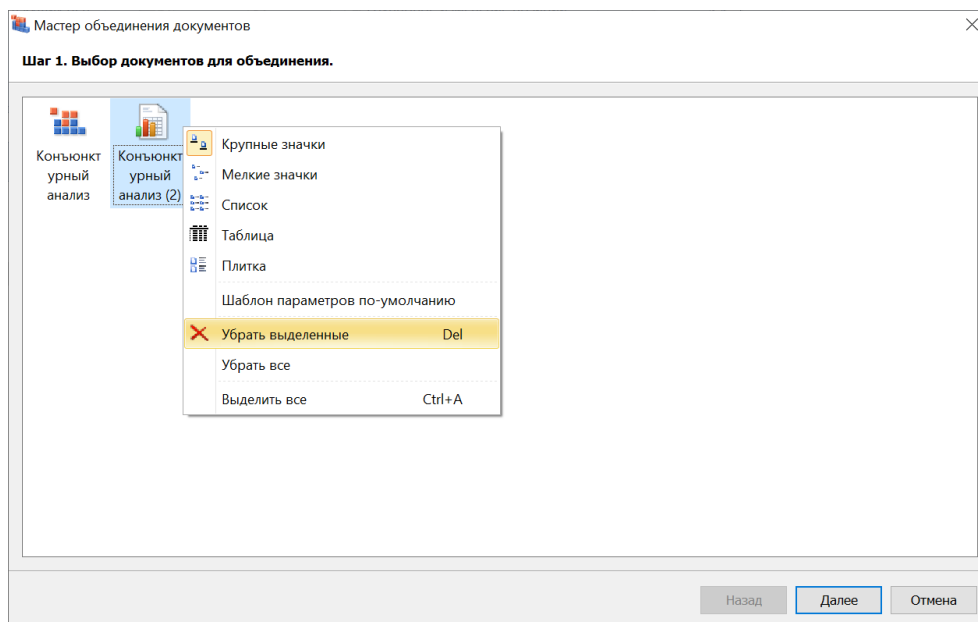 Мастер объединения документов
Шаг 1. Выбор документов для объединения.
Конъюнкт
урный
анализ
Конъюнкт
урный
анализ (2)
Крупные значки
Мелкие значки
Список
Таблица
Плитка
Шаблон параметров по-умолчанию
Убрать выделенные Del
Убрать все
Выделить все Ctrl+A
Назад Далее Отмена